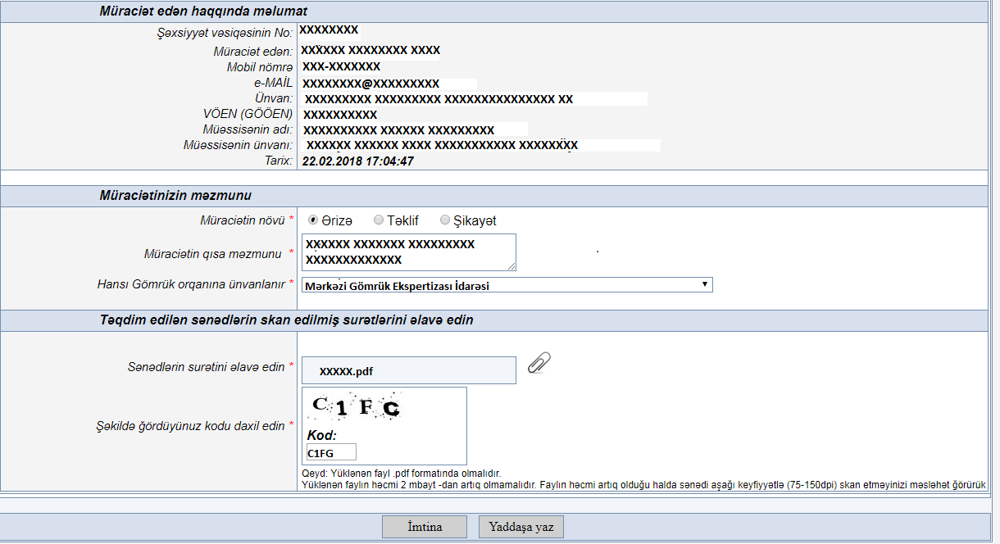 Müraciət edən haqqında məlumat
Şəxsiyyət vəsiqəsinin No: XXXXXXXX
Müraciət edən: XXXXXX XXXXXXXX XXXX
Mobil nömrə XXX-XXXXXXX
e-MAİL XXXXXXXX@XXXXXXXXX
Ünvan: XXXXXXXXX XXXXXXXXX XXXXXXXXXXXXXXX XX
VÖEN (GÖÖEN) XXXXXXXXXX
Müəssisənin adı: XXXXXXXXXX XXXXXX XXXXXXXXX
Müəssisənin ünvanı: XXXXXX XXXXXX XXXX XXXXXXXXXXX XXXXXXXX
Tarix: 22.02.2018 17:04:47
Müraciətinizin məzmunu
Müraciətin növü * Ərizə Təklif Şikayət
Müraciətin qısa məzmunu * XXXXXX XXXXXXX XXXXXXXXX
XXXXXXXXXXXXX
Hansı Gömrük orqanına ünvanlanır * Mərkəzi Gömrük Ekspertizası İdarəsi
Təqdim edilən sənədlərin skan edilmiş surətlərini əlavə edin
Sənədlərin surətini əlavə edin * XXXXX.pdf
C1FG
Şəkildə ğördüyünuz kodu daxil edin *
Kod:
C1FG
Qeyd: Yüklənən fayl .pdf formatında olmalıdır.
Yüklənən faylın həcmi 2 mbayt -dan artıq olmamalıdır. Faylın həcmi artıq olduğu halda sənədi aşağı keyfiyyətlə (75-150dpi) skan etməyinizi məsləhət görürük
İmtina Yaddaşa yaz